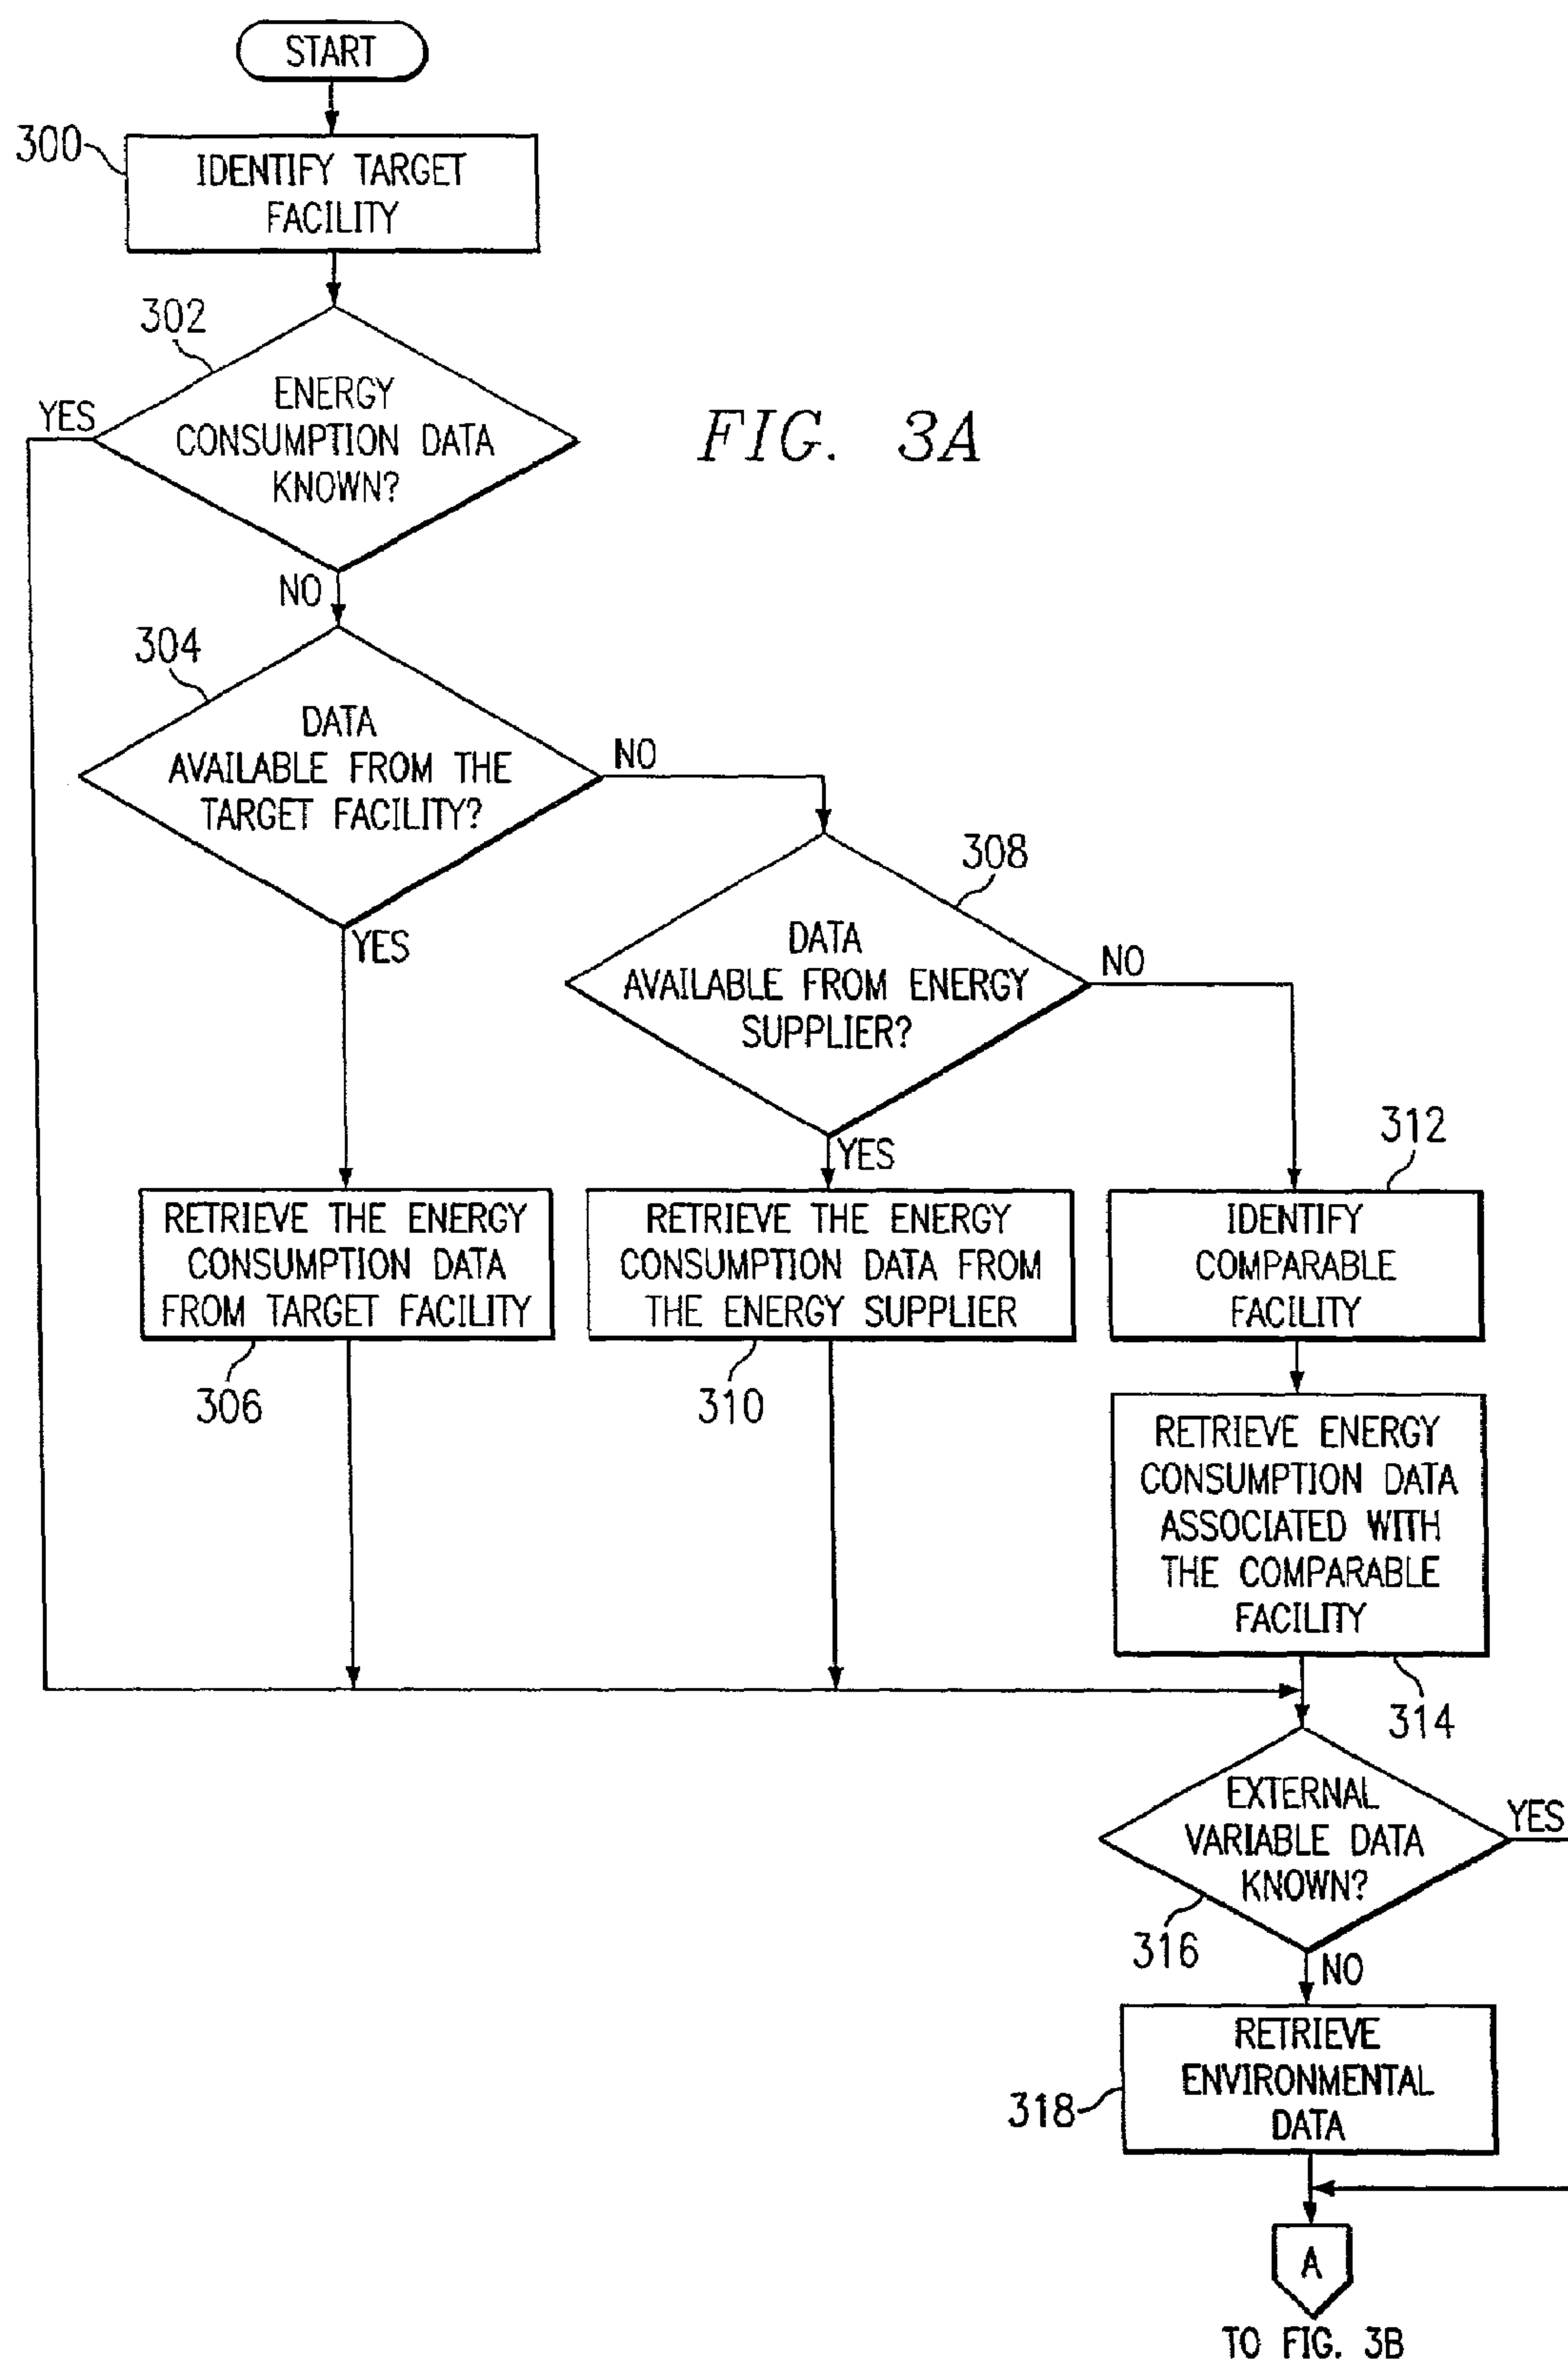 START
300
IDENTIFY TARGET
FACILITY
302
YES
ENERGY
CONSUMPTION DATA
KNOWN?
FIG. 3A
NO
304
DATA
AVAILABLE FROM THE
TARGET FACILITY?
NO
YES
308
DATA
AVAILABLE FROM ENERGY
SUPPLIER?
NO
YES
312
RETRIEVE THE ENERGY
CONSUMPTION DATA
FROM TARGET FACILITY
306
RETRIEVE THE ENERGY
CONSUMPTION DATA FROM
THE ENERGY SUPPLIER
310
IDENTIFY
COMPARABLE
FACILITY
RETRIEVE ENERGY
CONSUMPTION DATA
ASSOCIATED WITH
THE COMPARABLE
FACILITY
314
EXTERNAL
VARIABLE DATA
KNOWN?
YES
316
NO
RETRIEVE
ENVIRONMENTAL
DATA
318
A
TO FIG. 3B